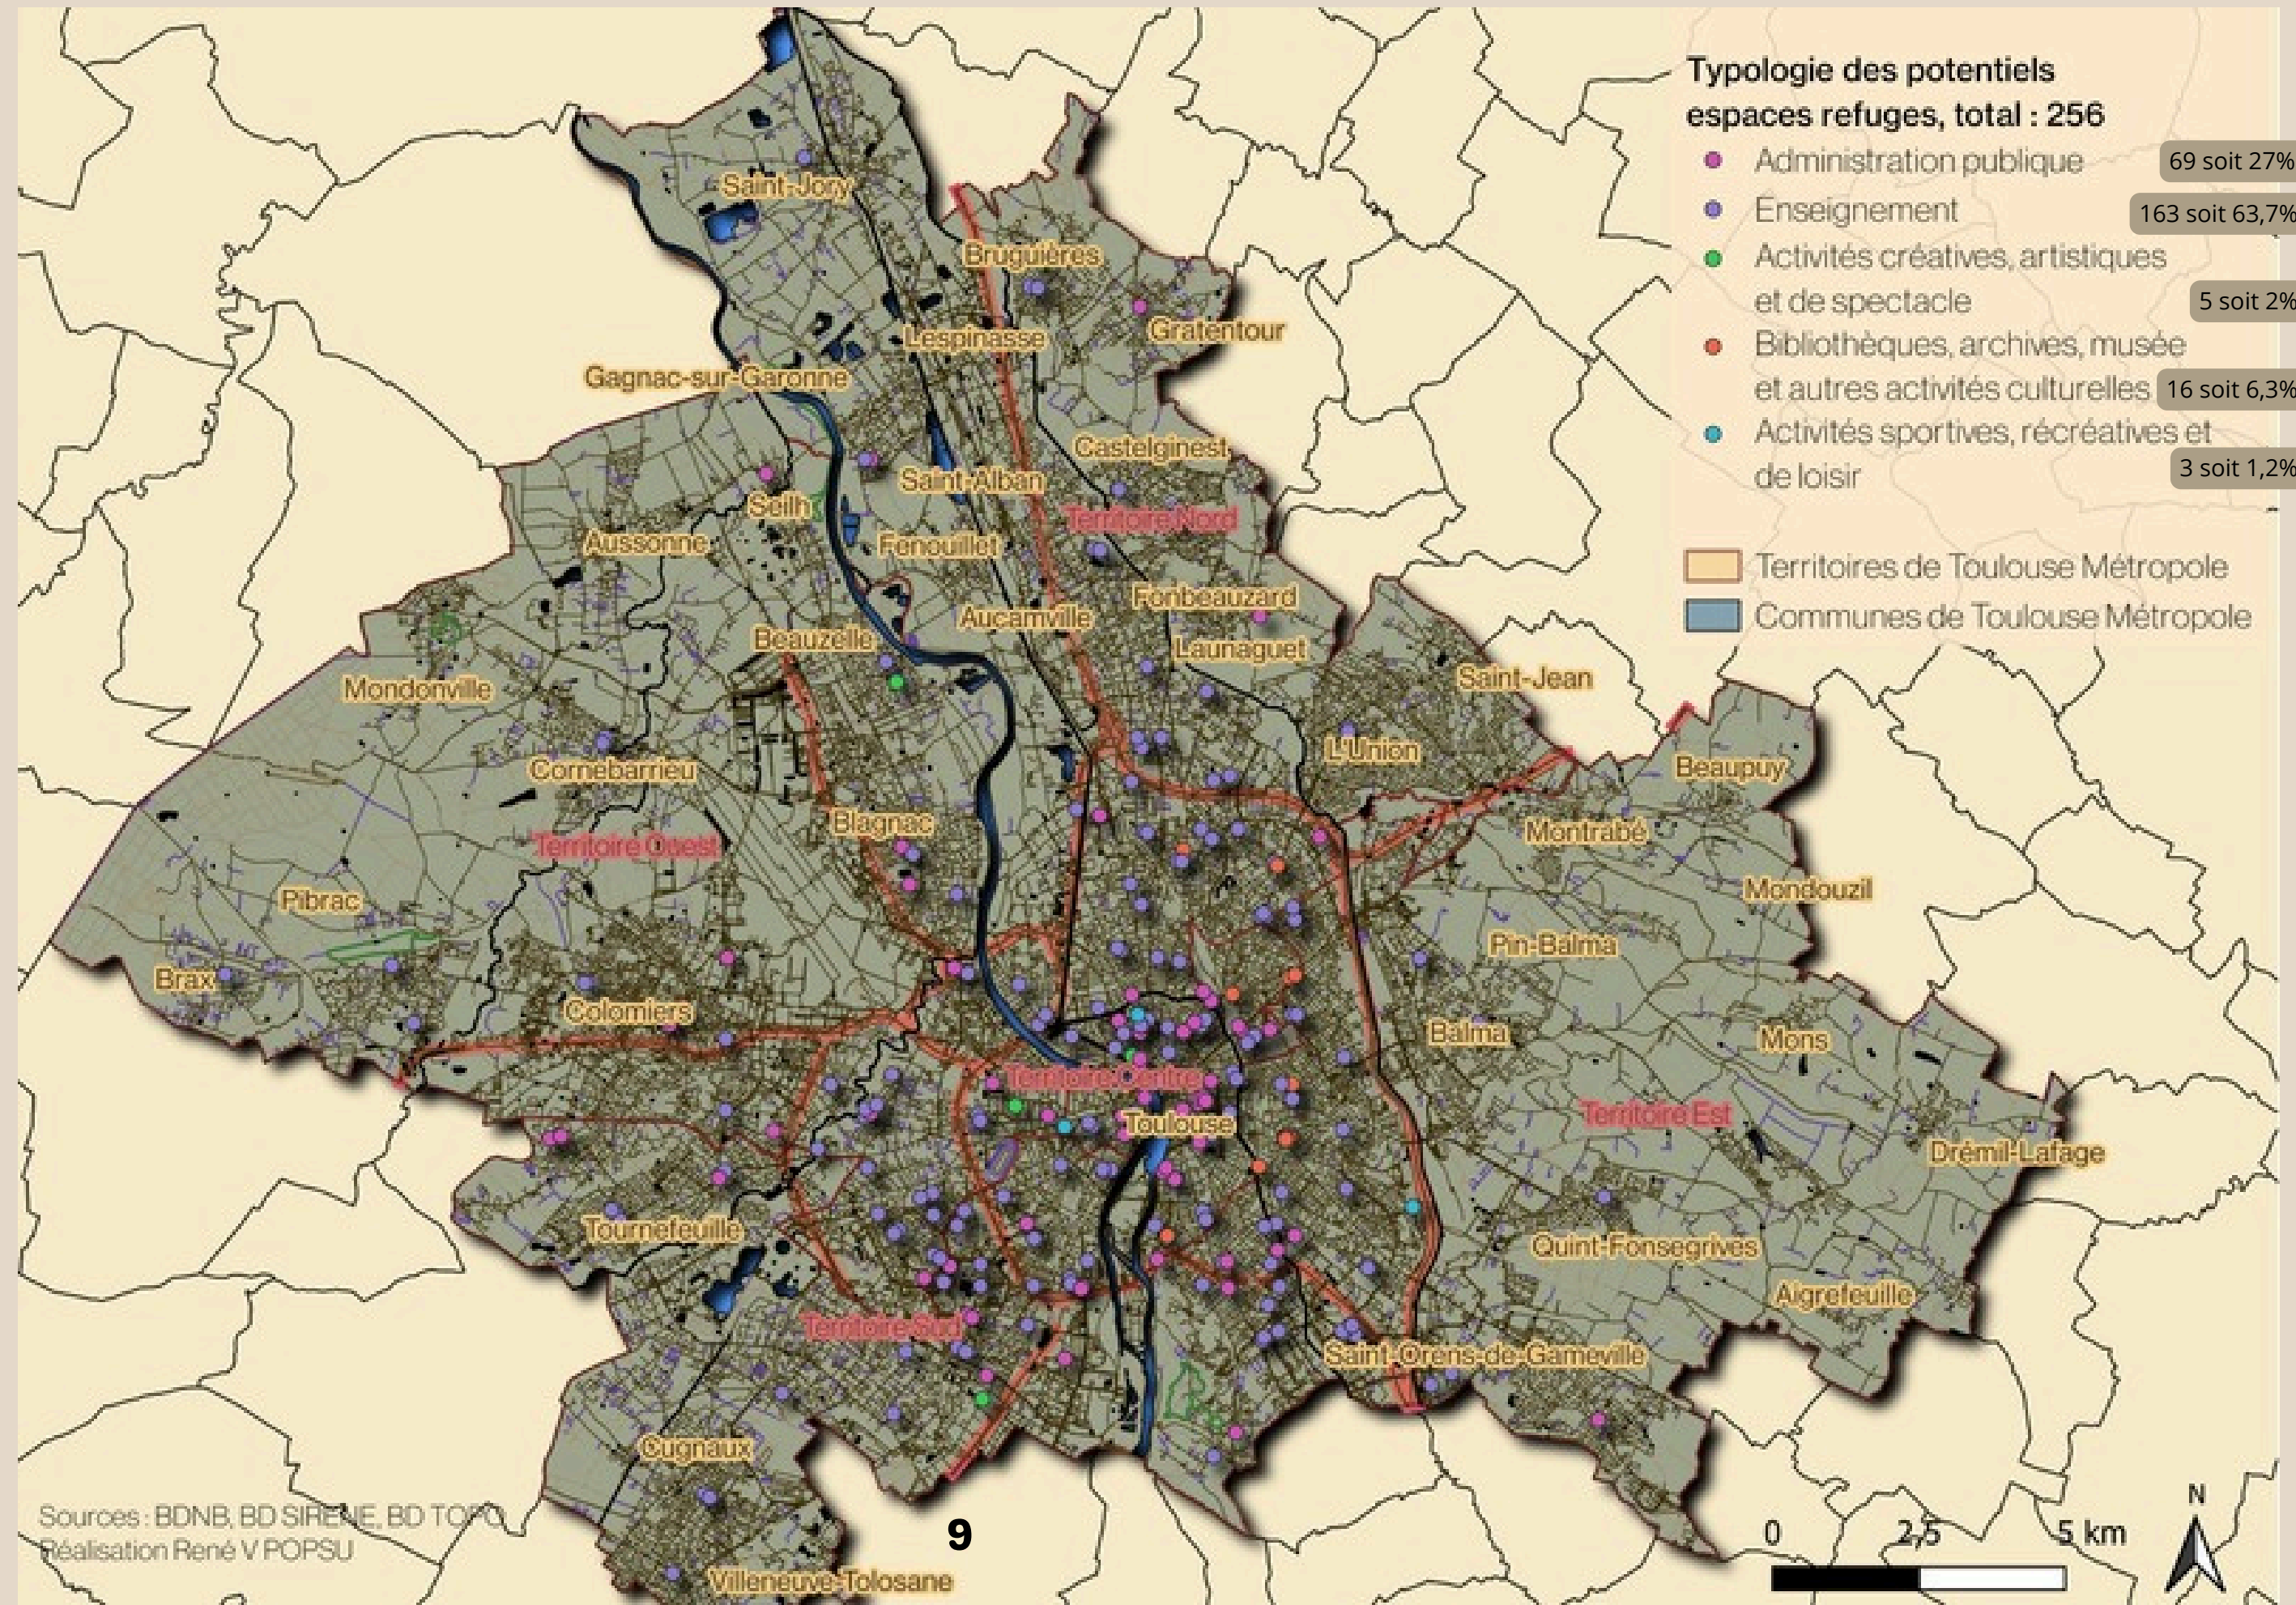 Typologie des potentiels
espaces refuges, total : 256
Administration publique
69 soit 27%
Enseignement
163 soit 63,7%
Activités créatives, artistiques
et de spectacle
5 soit 2%
Bibliothèques, archives, musée
et autres activités culturelles
16 soit 6,3%
Activités sportives, récréatives et
de loisir
3 soit 1,2%
Territoires de Toulouse Métropole
Communes de Toulouse Métropole
Saint-Jory
Bruguières
Gratentour
Lespinasse
Gagnac-sur-Garonne
Castelginest
Saint-Alban
Seilh
Territoire Nord
Aussonne
Fenouillet
Fonbeauzard
Aucamville
Beauzelle
Launaguet
Saint-Jean
Mondonville
L'Union
Beaupuy
Cornebarrieu
Blagnac
Montrabé
Territoire Ouest
Mondouzil
Pibrac
Pin-Balma
Brax
Colomiers
Balma
Mons
Territoire Centre
Territoire Est
Toulouse
Drémil-Lafage
Tournefeuille
Quint-Fonsegrives
Aigrefeuille
Territoire Sud
Saint-Orens-de-Gameville
Cugnaux
Villeneuve-Tolosane
Sources : BDNB, BD SIRENE, BD TOPO
Réalisation René V POPSU
9
0 2,5 5 km
N